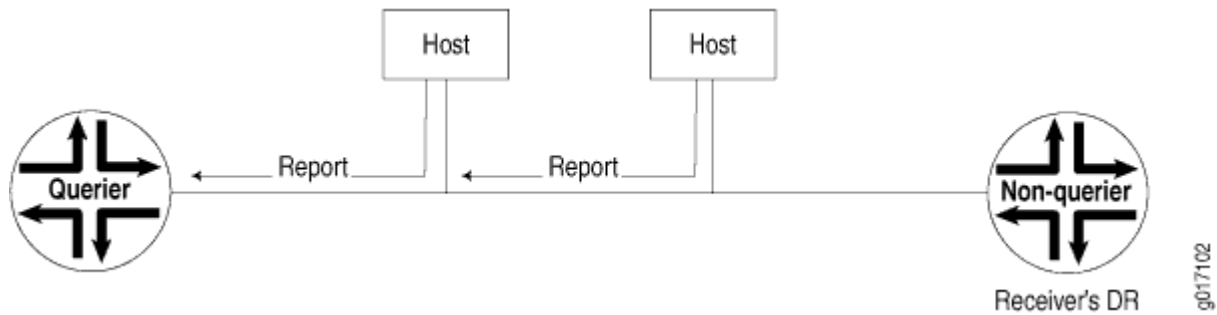 Host
Host
Report
Report
Querier
Non-querier
Receiver's DR
g017102